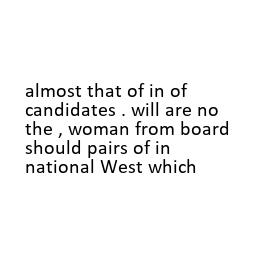 almost that of in of
candidates . will are no
the , woman from board
should pairs of in
national West which